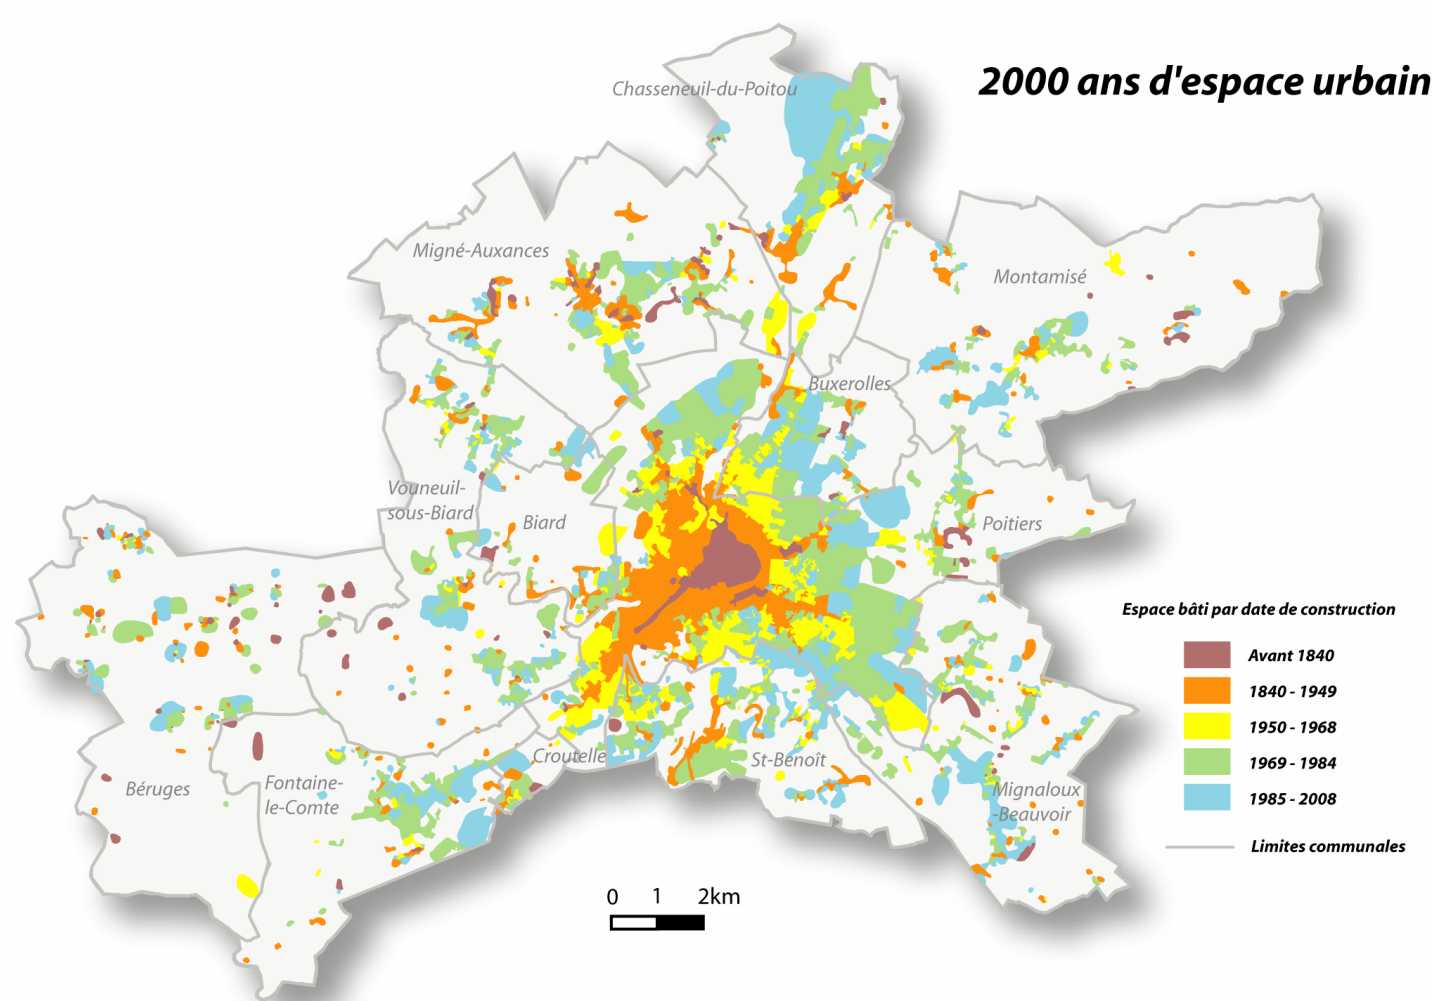 2000 ans d'espace urbain
Chasseneuil-du-Poitou
Migné-Auxances
Montamisé
Buxerolles
Vouneuil-
sous-Biard
Biard
Poitiers
Espace bâti par date de construction
Avant 1840
1840 - 1949
1950 - 1968
1969 - 1984
1985 - 2008
Limites communales
Croutelle
St-Benoît
Béruges
Fontaine-
le-Comte
Mignaloux
-Beauvoir
0 1 2km